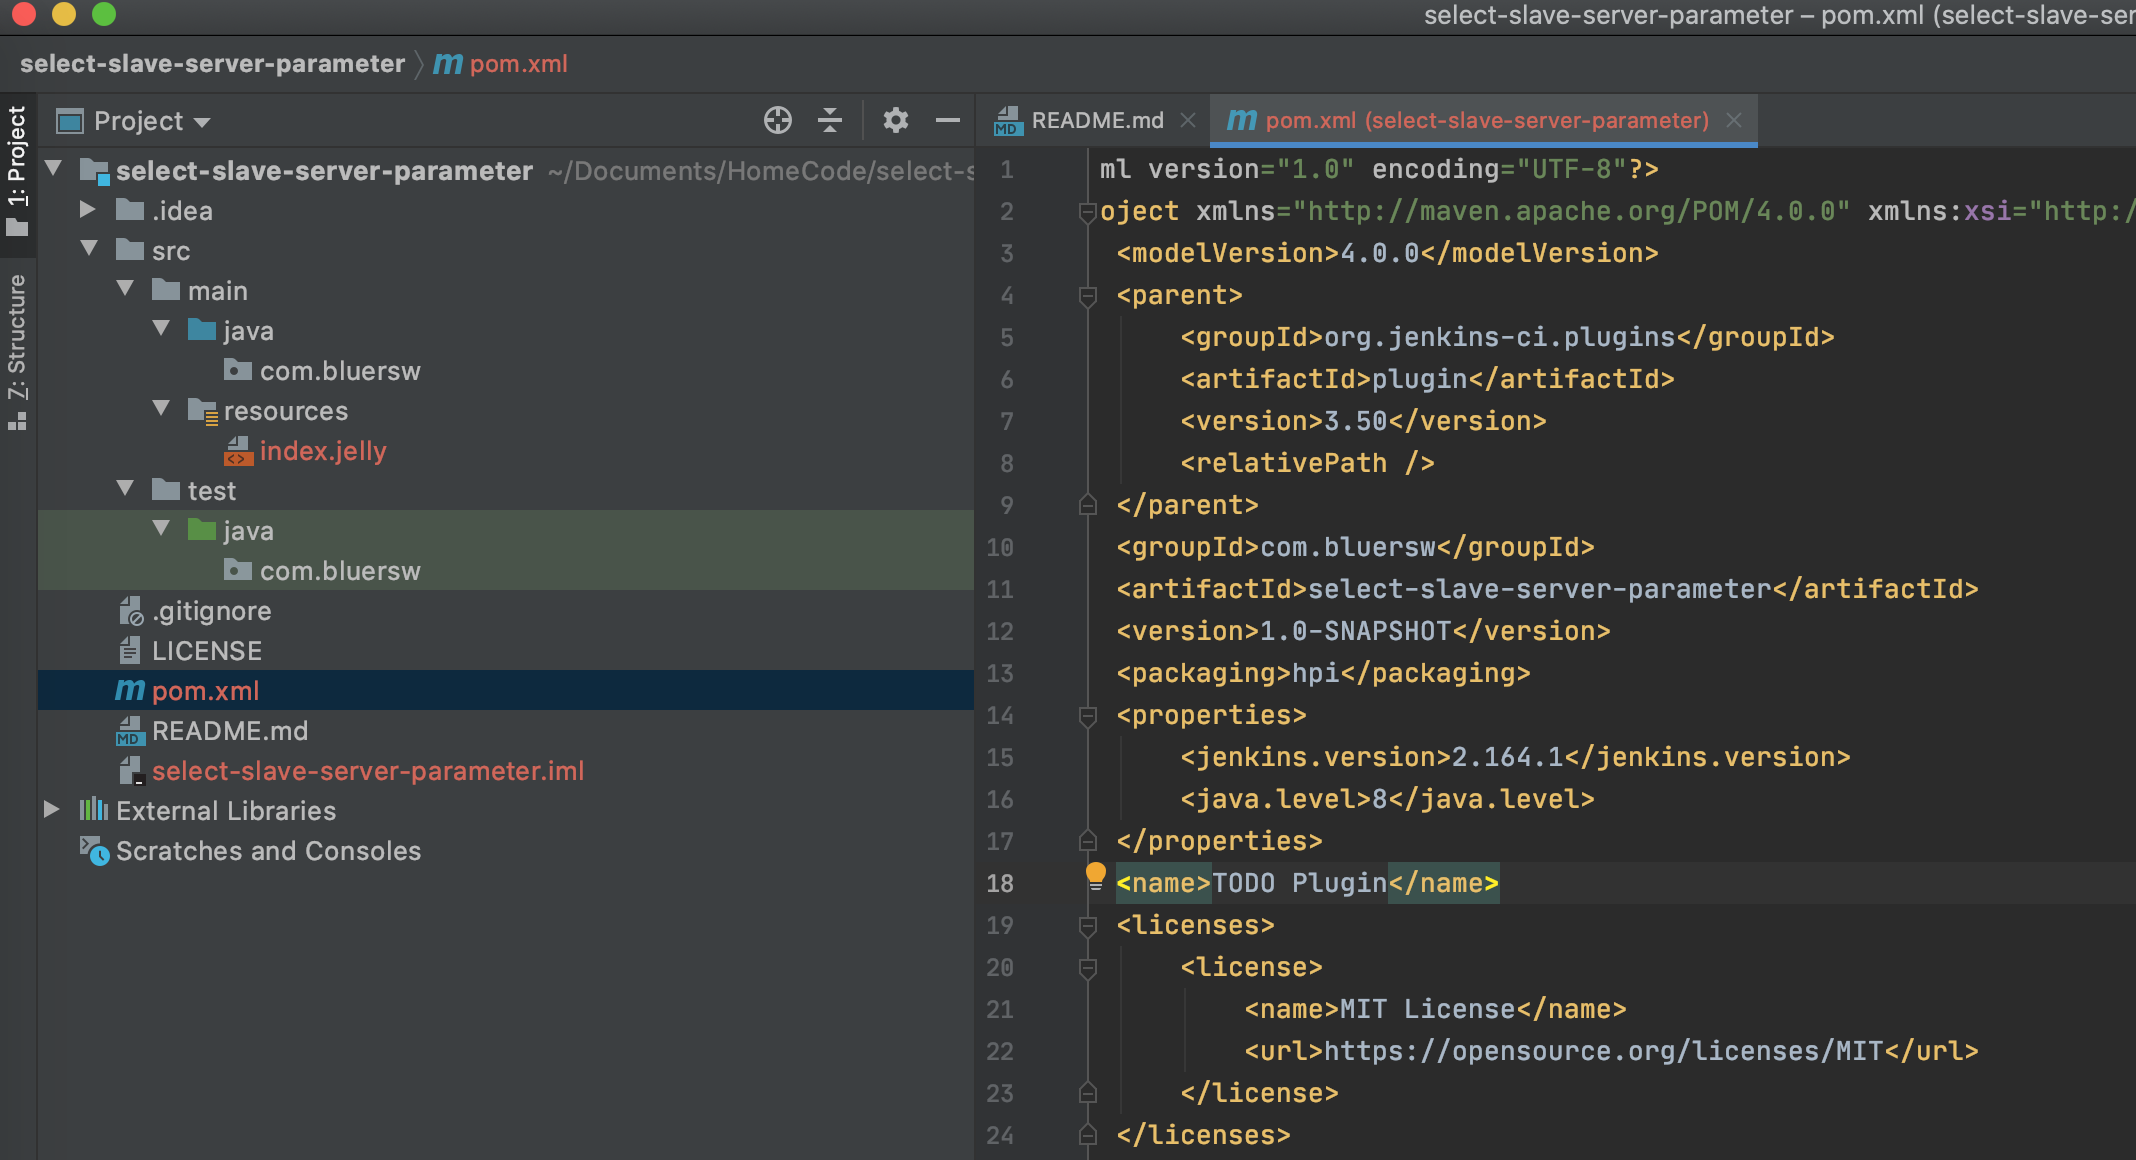 select-slave-server-parameter – pom.xml (select-slave-ser
select-slave-server-parameter
m pom.xml
1: Project
Z: Structure
Project
select-slave-server-parameter ~/Documents/HomeCode/select-s
.idea
src
main
java
com.bluersw
resources
index.jelly
test
java
com.bluersw
.gitignore
LICENSE
m pom.xml
MD README.md
select-slave-server-parameter.iml
External Libraries
Scratches and Consoles
MD README.md
m pom.xml (select-slave-server-parameter)
1 ml version="1.0" encoding="UTF-8"?>
2 oject xmlns="http://maven.apache.org/POM/4.0.0" xmlns:xsi="http:/
3 <modelVersion>4.0.0</modelVersion>
4 <parent>
5 <groupId>org.jenkins-ci.plugins</groupId>
6 <artifactId>plugin</artifactId>
7 <version>3.50</version>
8 <relativePath />
9 </parent>
10 <groupId>com.bluersw</groupId>
11 <artifactId>select-slave-server-parameter</artifactId>
12 <version>1.0-SNAPSHOT</version>
13 <packaging>hpi</packaging>
14 <properties>
15 <jenkins.version>2.164.1</jenkins.version>
16 <java.level>8</java.level>
17 </properties>
18 <name>TODO Plugin</name>
19 <licenses>
20 <license>
21 <name>MIT License</name>
22 <url>https://opensource.org/licenses/MIT</url>
23 </license>
24 </licenses>